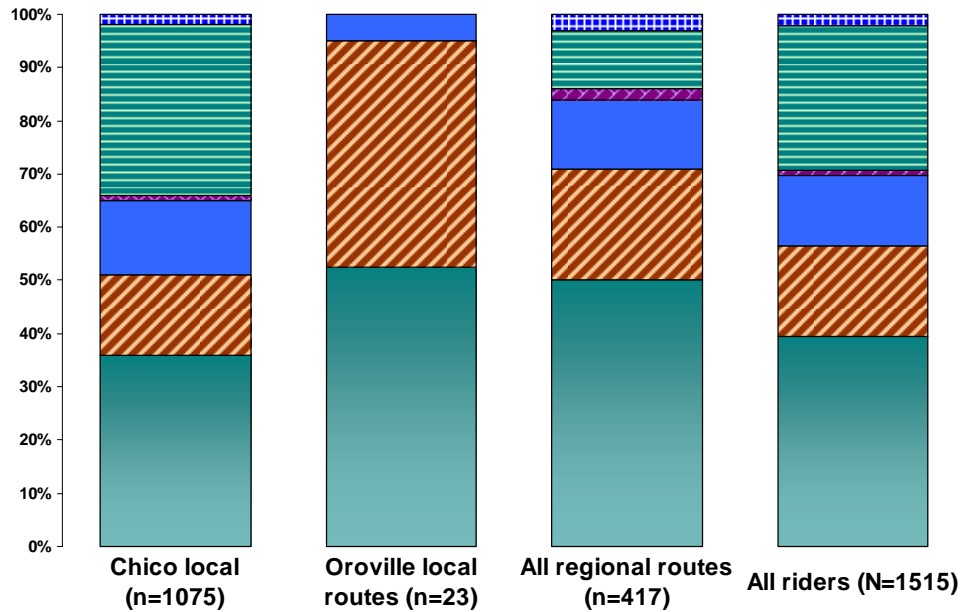 100%
90%
80%
70%
60%
50%
40%
30%
20%
10%
0%
Chico local
(n=1075)
Oroville local
routes (n=23)
All regional routes
(n=417)
All riders (N=1515)